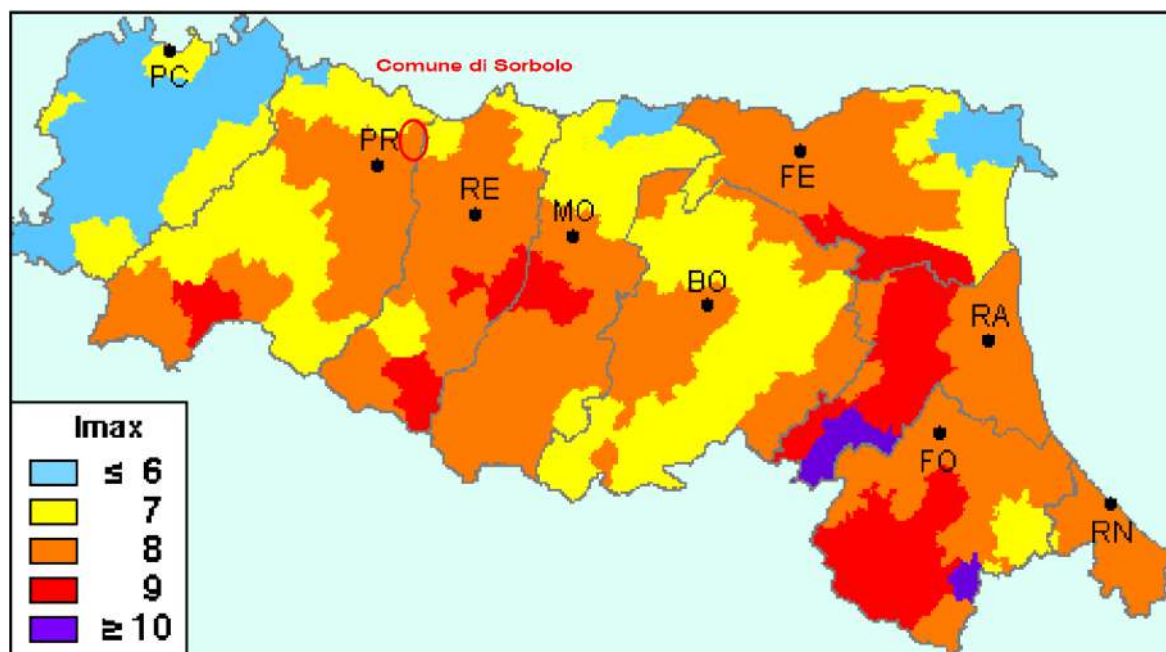 PC
Comune di Sorbolo
PR
RE
MO
FE
BO
RA
FO
RN
Imax
≤ 6
7
8
9
≥ 10